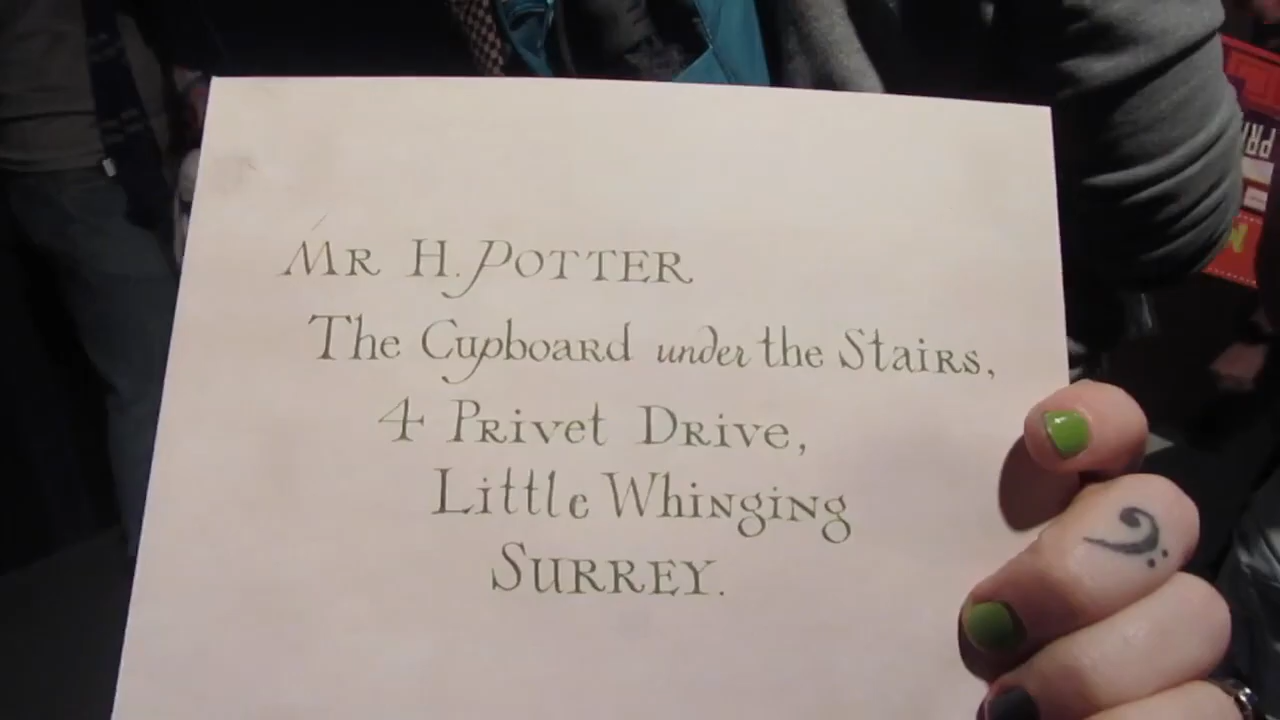 Mr H. Potter
The Cupboard under the Stairs,
4 Privet Drive,
Little Whinging
Surrey.